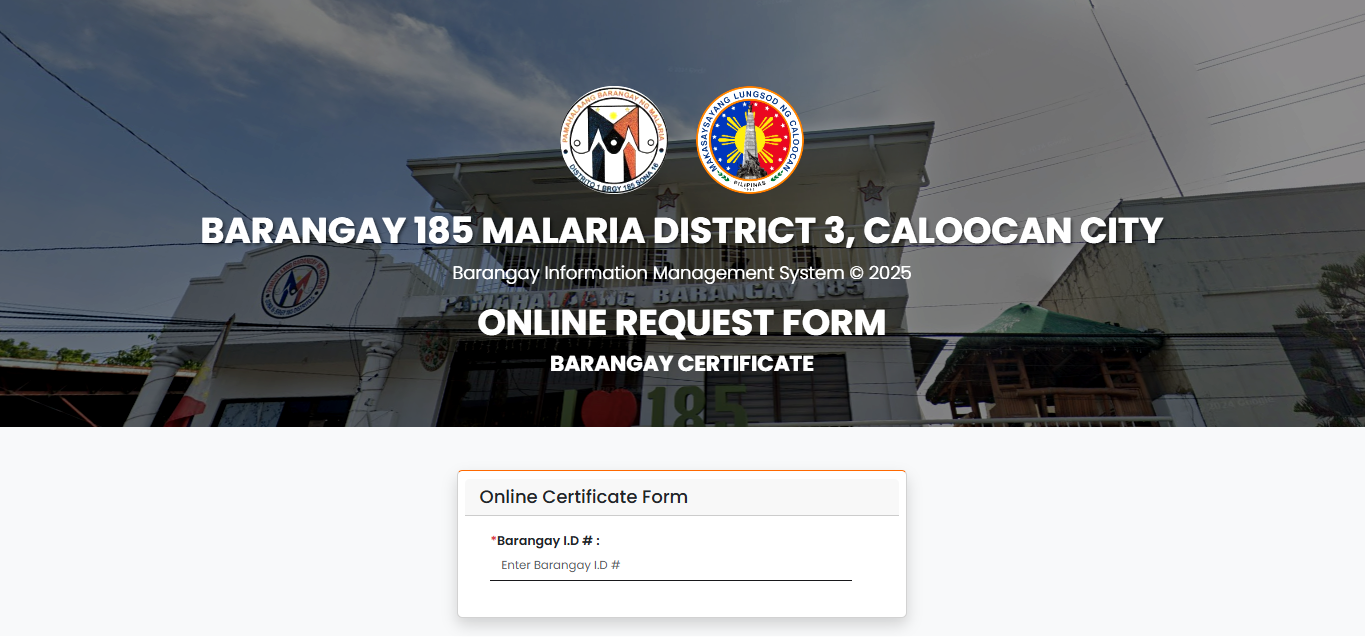 PAMAHALAANG BARANGAY NG MALARIA
DISTRITO 1 BRGY 185 SONA 16
MAKASAYSAYANG LUNGSOD NG CALOOCAN
PILIPINAS
BARANGAY 185 MALARIA DISTRICT 3, CALOOCAN CITY
Barangay Information Management System © 2025
PAMAHALAANG BARANGAY 185
ONLINE REQUEST FORM
BARANGAY CERTIFICATE
I 185
Online Certificate Form
*Barangay I.D # :
Enter Barangay I.D #